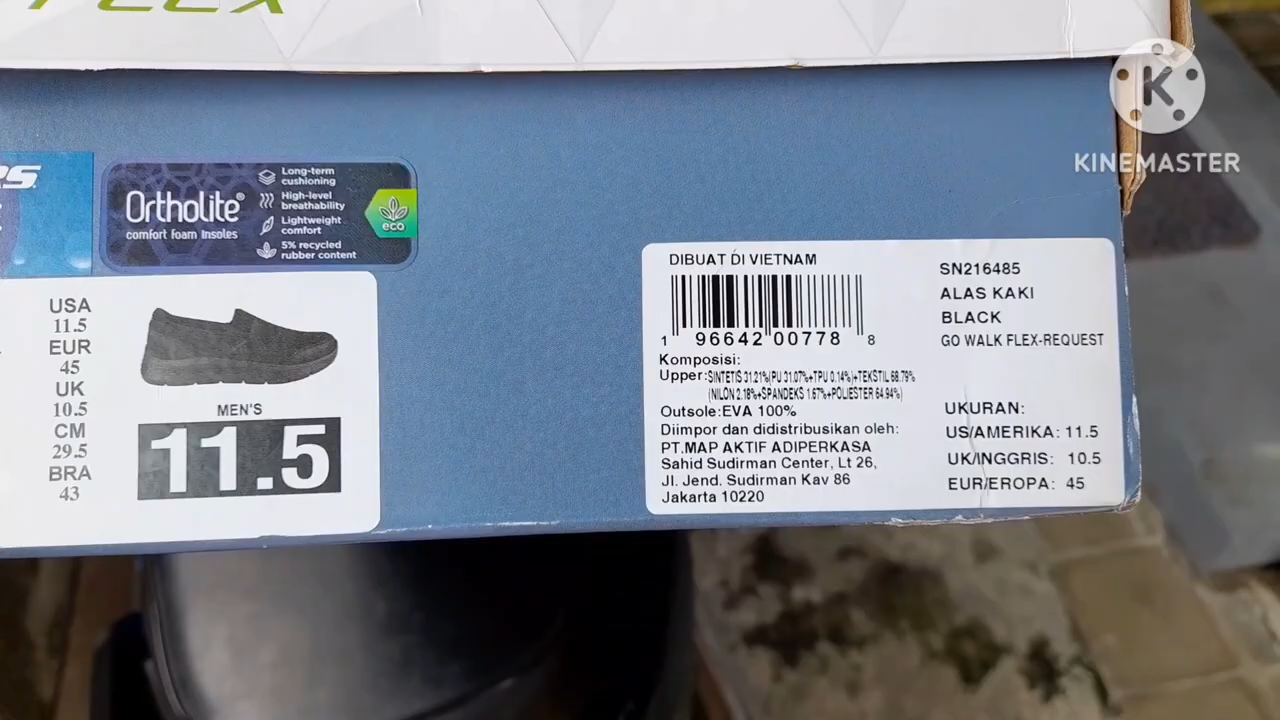 FLEX
KINEMASTER
RS
Ortholite®
comfort foam insoles
Long-term
cushioning
High-level
breathability
Lightweight
comfort
5% recycled
rubber content
eco
USA
11.5
EUR
45
UK
10.5
CM
29.5
BRA
43
MEN'S
11.5
DIBUAT DI VIETNAM
1 96642 00778 8
Komposisi:
Upper:SINTETIS 31.21%(PU 31.07%+TPU 0.14%)+TEKSTIL 68.79%
(NILON 2.18%+SPANDEKS 1.67%+POLIESTER 64.94%)
Outsole:EVA 100%
Diimpor dan didistribusikan oleh:
PT.MAP AKTIF ADIPERKASA
Sahid Sudirman Center, Lt 26,
Jl. Jend. Sudirman Kav 86
Jakarta 10220
SN216485
ALAS KAKI
BLACK
GO WALK FLEX-REQUEST
UKURAN:
US/AMERIKA: 11.5
UK/INGGRIS: 10.5
EUR/EROPA: 45